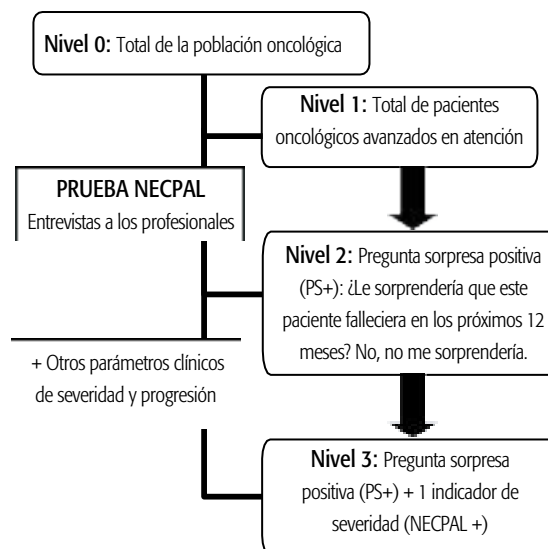 Nivel 0: Total de la población oncológica
Nivel 1: Total de pacientes
oncológicos avanzados en atención
PRUEBA NECPAL
Entrevistas a los profesionales
Nivel 2: Pregunta sorpresa positiva
(PS+): ¿Le sorprendería que este
paciente falleciera en los próximos 12
meses? No, no me sorprendería.
+ Otros parámetros clínicos
de severidad y progresión
Nivel 3: Pregunta sorpresa
positiva (PS+) + 1 indicador de
severidad (NECPAL +)